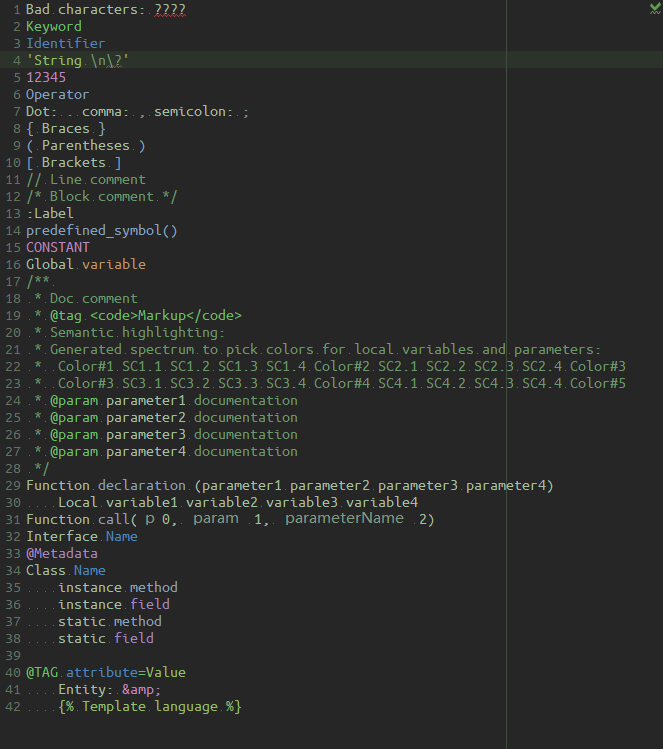 1 Bad characters: ????
2 Keyword
3 Identifier
4 'String \n\?'
5 12345
6 Operator
7 Dot: . comma: , semicolon: ;
8 { Braces }
9 ( Parentheses )
10 [ Brackets ]
11 // Line comment
12 /* Block comment */
13 :Label
14 predefined_symbol()
15 CONSTANT
16 Global variable
17 /**
18  * Doc comment
19  * @tag <code>Markup</code>
20  * Semantic highlighting:
21  * Generated spectrum to pick colors for local variables and parameters:
22  *  Color#1 SC1.1 SC1.2 SC1.3 SC1.4 Color#2 SC2.1 SC2.2 SC2.3 SC2.4 Color#3
23  *  Color#3 SC3.1 SC3.2 SC3.3 SC3.4 Color#4 SC4.1 SC4.2 SC4.3 SC4.4 Color#5
24  * @param parameter1 documentation
25  * @param parameter2 documentation
26  * @param parameter3 documentation
27  * @param parameter4 documentation
28  */
29 Function declaration (parameter1 parameter2 parameter3 parameter4)
30     Local variable1 variable2 variable3 variable4
31 Function call( p 0, param 1, parameterName 2)
32 Interface Name
33 @Metadata
34 Class Name
35     instance method
36     instance field
37     static method
38     static field
39
40 @TAG attribute=Value
41     Entity: &amp;
42     {% Template language %}